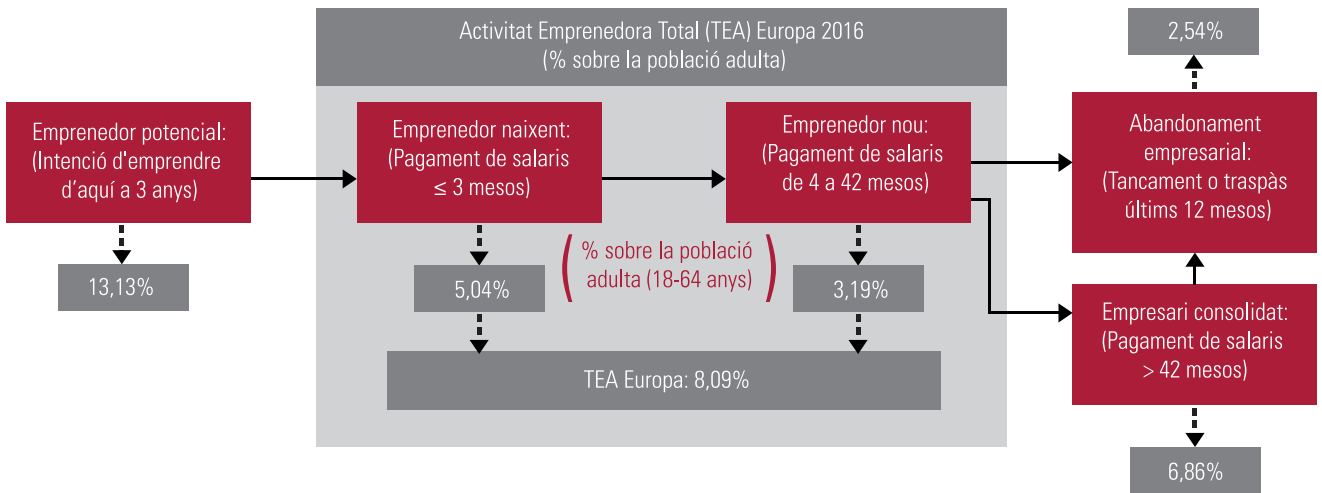 Activitat Emprenedora Total (TEA) Europa 2016
(% sobre la població adulta)
2,54%
Emprenedor potencial:
(Intenció d'emprendre
d’aquí a 3 anys)
Emprenedor naixent:
(Pagament de salaris
≤ 3 mesos)
Emprenedor nou:
(Pagament de salaris
de 4 a 42 mesos)
Abandonament
empresarial:
(Tancament o traspàs
últims 12 mesos)
13,13%
5,04%
(% sobre la població
adulta (18-64 anys))
3,19%
Empresari consolidat:
(Pagament de salaris
> 42 mesos)
TEA Europa: 8,09%
6,86%